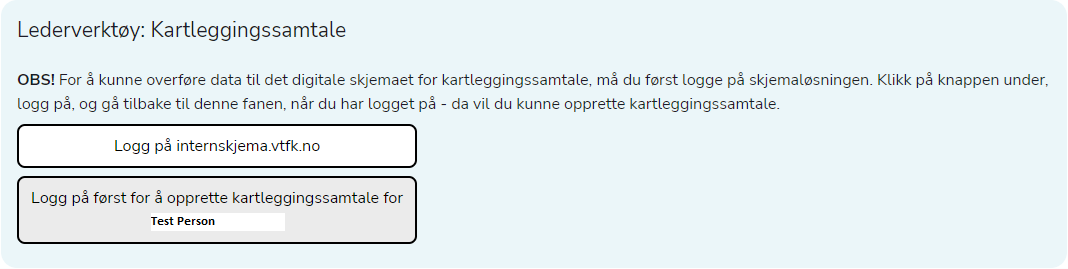 Lederverktøy: Kartleggingssamtale
OBS! For å kunne overføre data til det digitale skjemaet for kartleggingssamtale, må du først logge på skjemaløsningen. Klikk på knappen under,
logg på, og gå tilbake til denne fanen, når du har logget på - da vil du kunne opprette kartleggingssamtale.
Logg på internskjema.vtfk.no
Logg på først for å opprette kartleggingssamtale for
Test Person